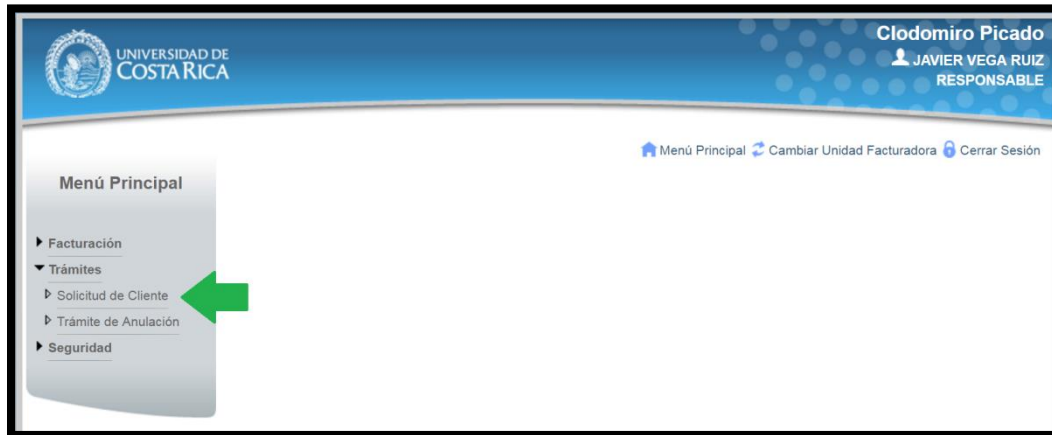 UNIVERSIDAD DE
COSTA RICA
Clodomiro Picado
JAVIER VEGA RUIZ
RESPONSABLE
Menú Principal Cambiar Unidad Facturadora Cerrar Sesión
Menú Principal
Facturación
Trámites
Solicitud de Cliente
Trámite de Anulación
Seguridad